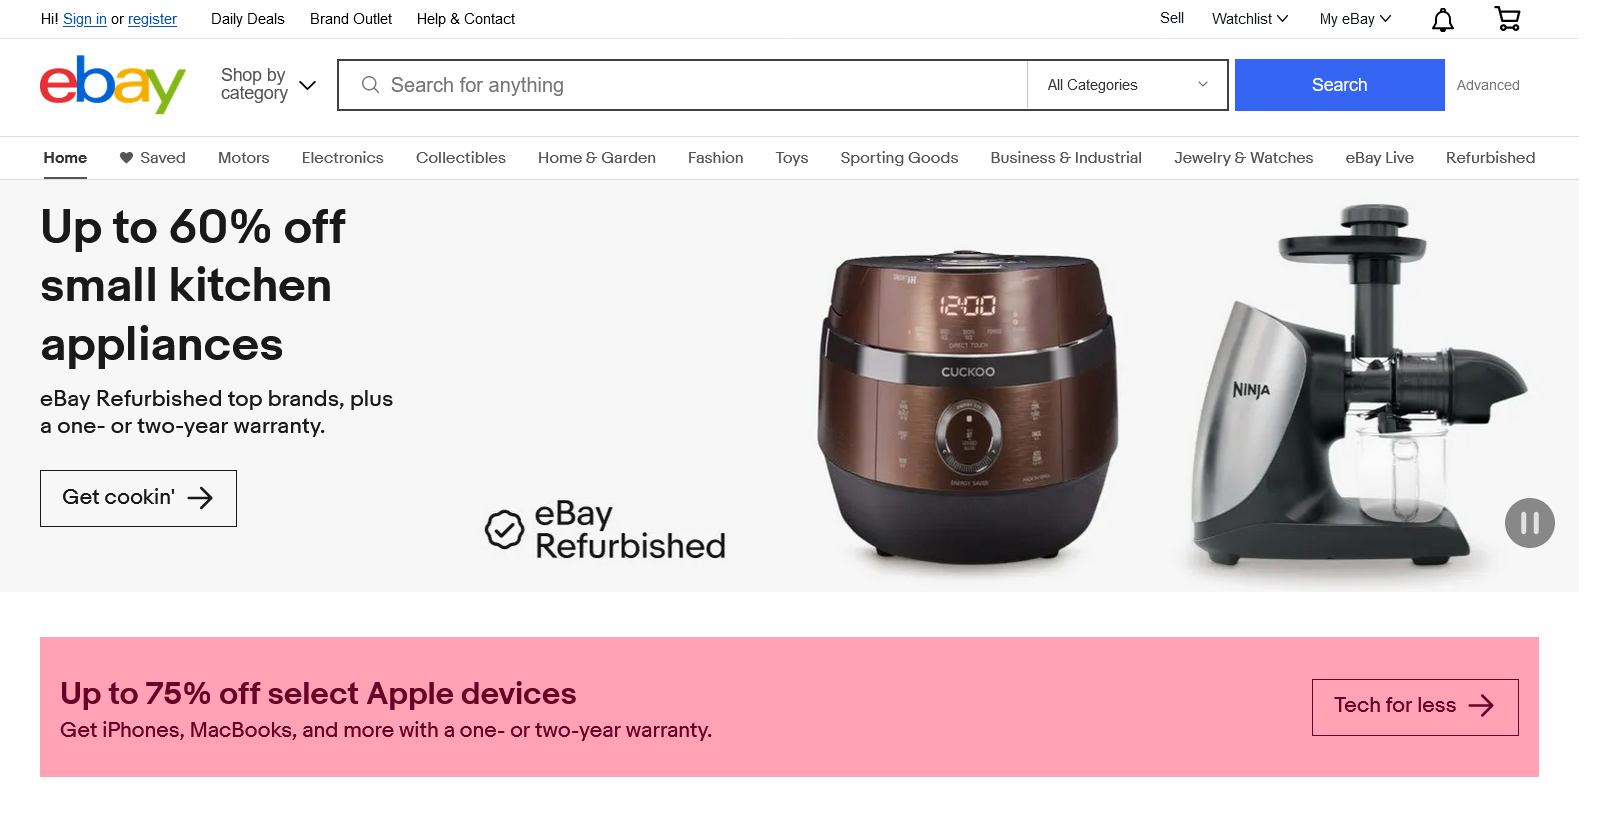 Hi! Sign in or register
Daily Deals
Brand Outlet
Help & Contact
Sell
Watchlist
My eBay
ebay
Shop by
category
Search for anything
All Categories
Search
Advanced
Home
Saved
Motors
Electronics
Collectibles
Home & Garden
Fashion
Toys
Sporting Goods
Business & Industrial
Jewelry & Watches
eBay Live
Refurbished
Up to 60% off
small kitchen
appliances
eBay Refurbished top brands, plus
a one- or two-year warranty.
Get cookin'
eBay
Refurbished
12:00
DIRECT TOUCH
CUCKOO
ENERGY SAVER
NINJA
Up to 75% off select Apple devices
Get iPhones, MacBooks, and more with a one- or two-year warranty.
Tech for less